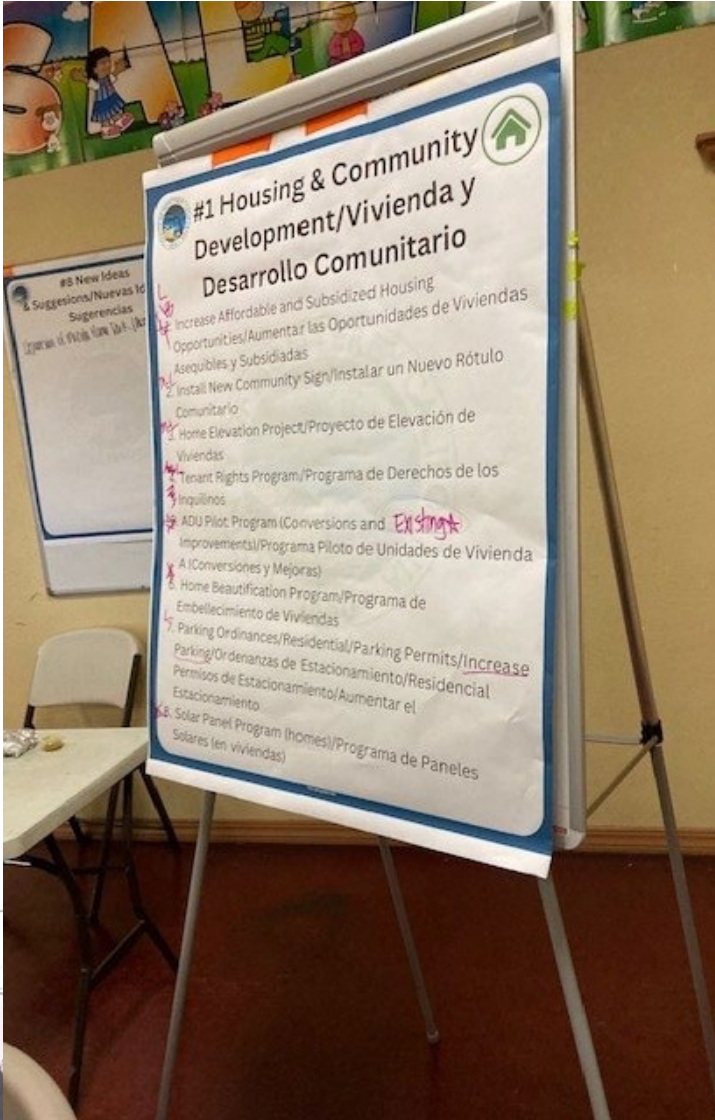 #1 Housing & Community
Development/Vivienda y
Desarrollo Comunitario
Increase Affordable and Subsidized Housing
Opportunities/Aumentar las Oportunidades de Viviendas
Asequibles y Subsidiadas
2. Install New Community Sign/Instalar un Nuevo Rótulo
Comunitario
3. Home Elevation Project/Proyecto de Elevación de
Viviendas
Tenant Rights Program/Programa de Derechos de los
Inquilinos
ADU Pilot Program (Conversions and Existing
Improvements)/Programa Piloto de Unidades de Vivienda
A (Conversiones y Mejoras)
6. Home Beautification Program/Programa de
Embellecimiento de Viviendas
7. Parking Ordinances/Residential/Parking Permits/Increase
Parking/Ordenanzas de Estacionamiento/Residencial
Permisos de Estacionamiento/Aumentar el
Estacionamiento
8. Solar Panel Program (homes)/Programa de Paneles
Solares (en viviendas)
#8 New Ideas
& Suggesions/Nuevas Id
Sugerencias